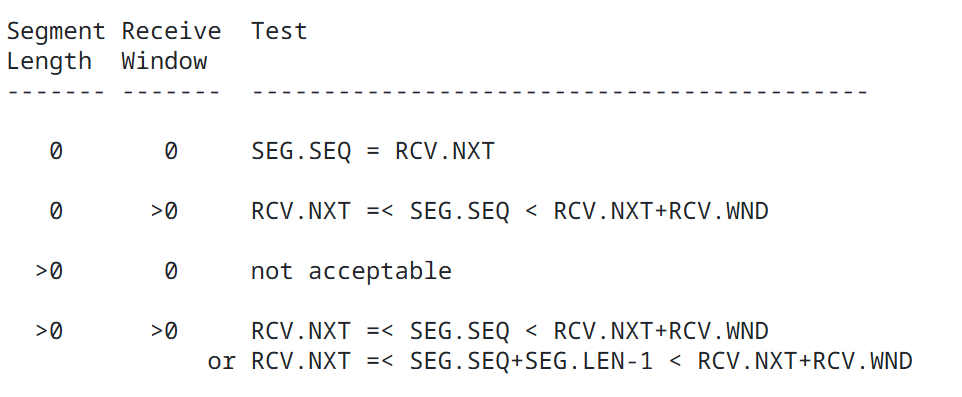 Segment Receive  Test
Length  Window
------- -------  -------------------------------------------
0       0     SEG.SEQ = RCV.NXT
0      >0     RCV.NXT =< SEG.SEQ < RCV.NXT+RCV.WND
>0       0     not acceptable
>0      >0     RCV.NXT =< SEG.SEQ < RCV.NXT+RCV.WND
or RCV.NXT =< SEG.SEQ+SEG.LEN-1 < RCV.NXT+RCV.WND